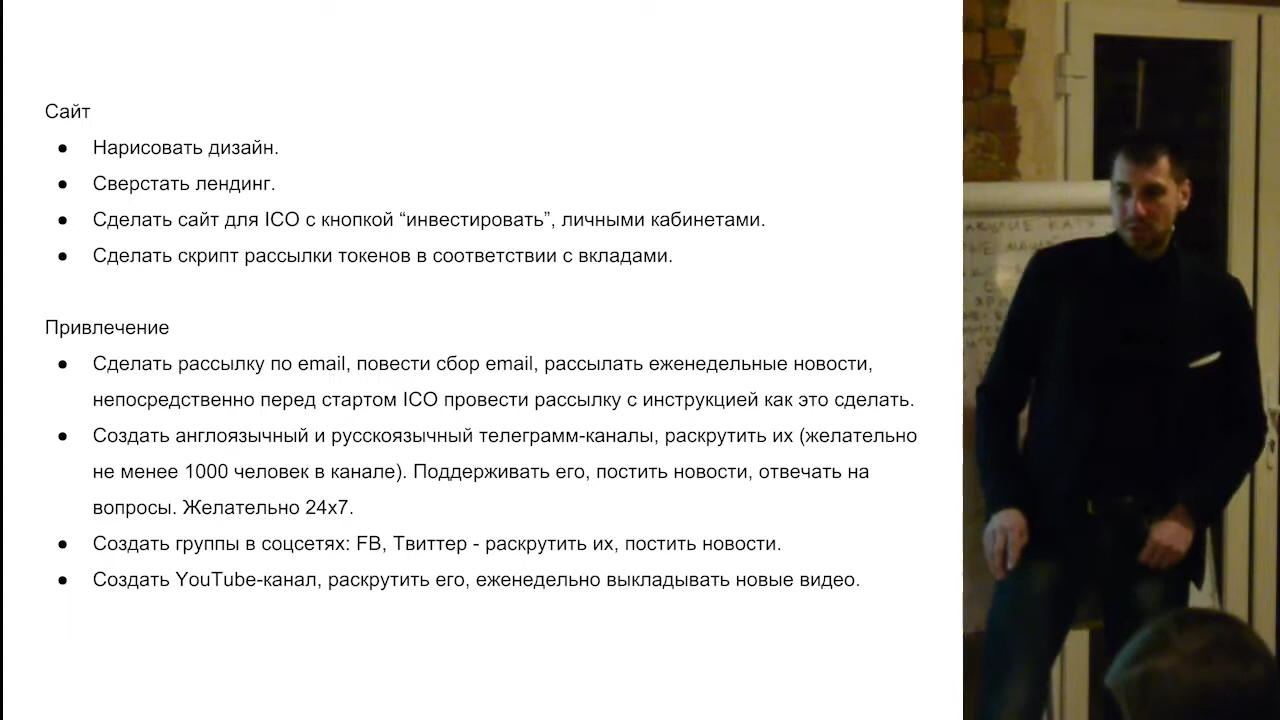 Сайт
● Нарисовать дизайн.
● Сверстать лендинг.
● Сделать сайт для ICO с кнопкой “инвестировать”, личными кабинетами.
● Сделать скрипт рассылки токенов в соответствии с вкладами.
Привлечение
● Сделать рассылку по email, повести сбор email, рассылать еженедельные новости,
непосредственно перед стартом ICO провести рассылку с инструкцией как это сделать.
● Создать англоязычный и русскоязычный телеграмм-каналы, раскрутить их (желательно
не менее 1000 человек в канале). Поддерживать его, постить новости, отвечать на
вопросы. Желательно 24х7.
● Создать группы в соцсетях: FB, Твиттер - раскрутить их, постить новости.
● Создать YouTube-канал, раскрутить его, еженедельно выкладывать новые видео.